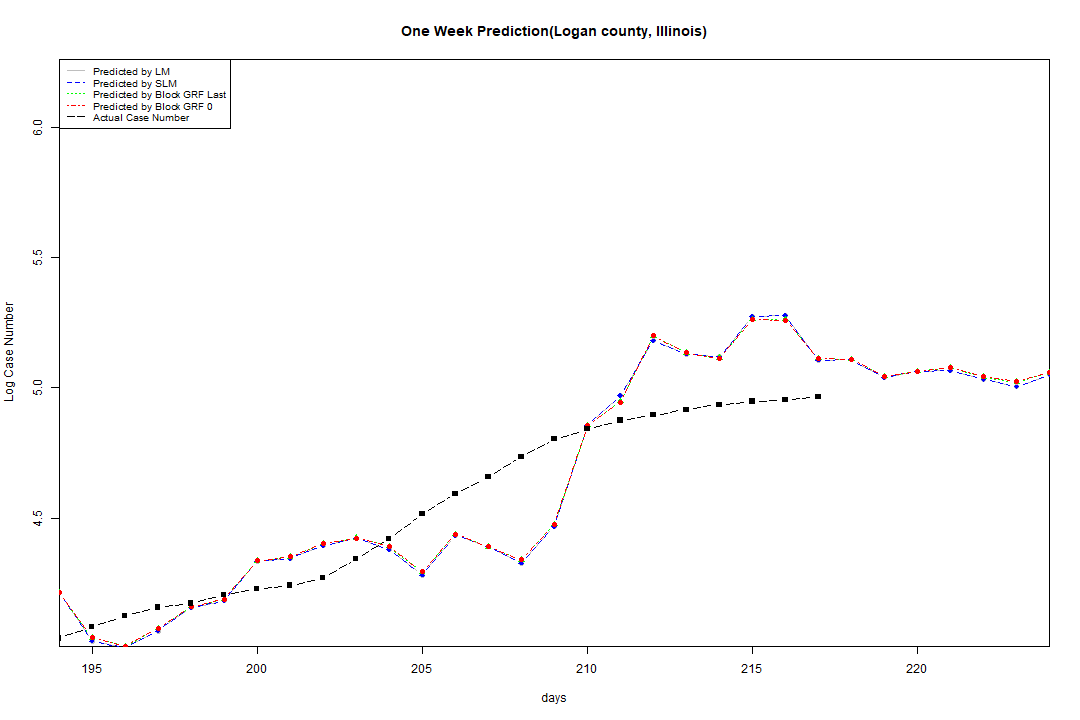 One Week Prediction(Logan county, Illinois)
Predicted by LM
Predicted by SLM
Predicted by Block GRF Last
Predicted by Block GRF 0
Actual Case Number
6.0
5.5
5.0
4.5
Log Case Number
195 200 205 210 215 220
days